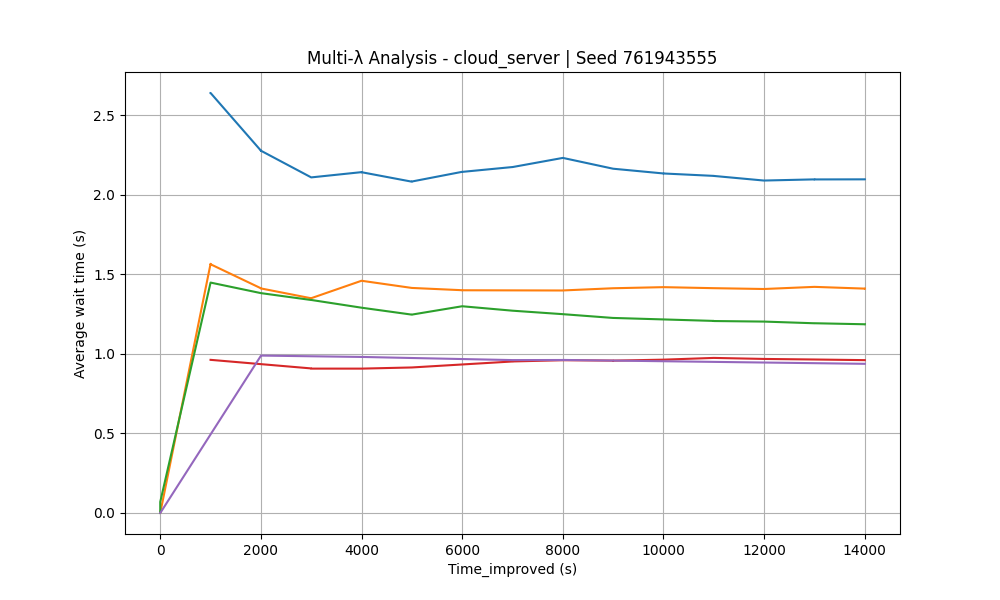 Multi-λ Analysis - cloud_server | Seed 761943555
Average wait time (s)
2.5
2.0
1.5
1.0
0.5
0.0
0 2000 4000 6000 8000 10000 12000 14000
Time_improved (s)